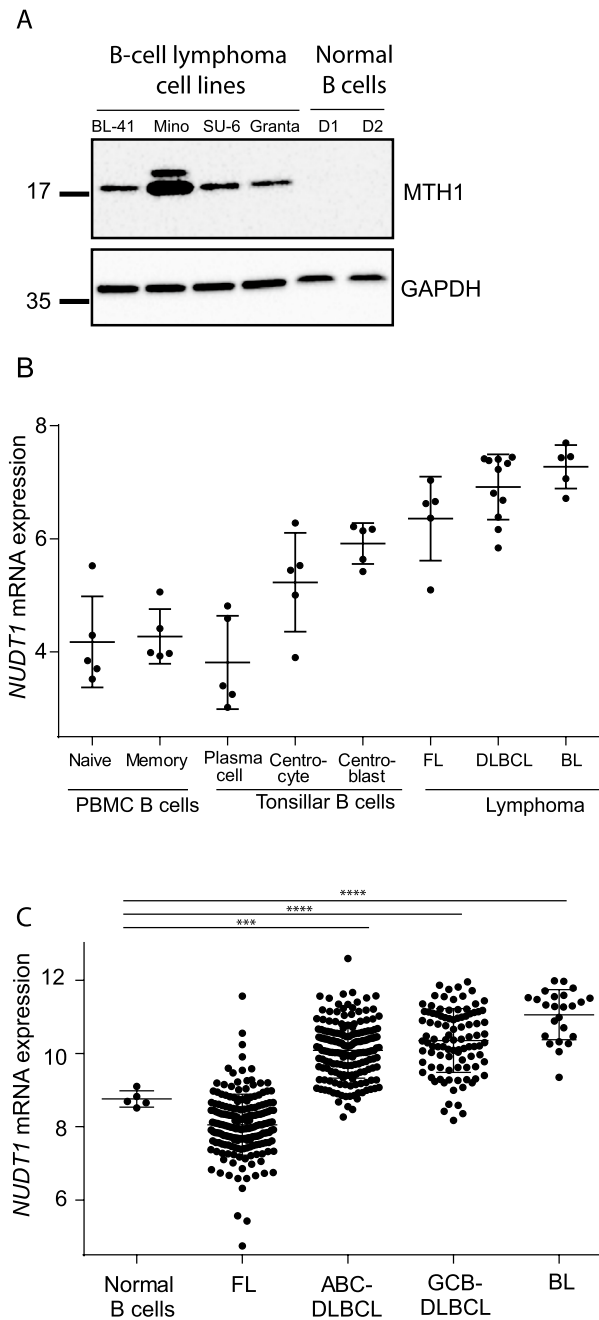 A
B-cell lymphoma Normal
cell lines B cells
BL-41 Mino SU-6 Granta D1 D2
17 MTH1
35 GAPDH
B
NUDT1 mRNA expression
8
6
4
Naive Memory Plasma cell Centro-cyte Centro-blast FL DLBCL BL
PBMC B cells Tonsillar B cells Lymphoma
C
****
****
***
NUDT1 mRNA expression
12
10
8
6
Normal FL ABC- GCB- BL
B cells DLBCL DLBCL